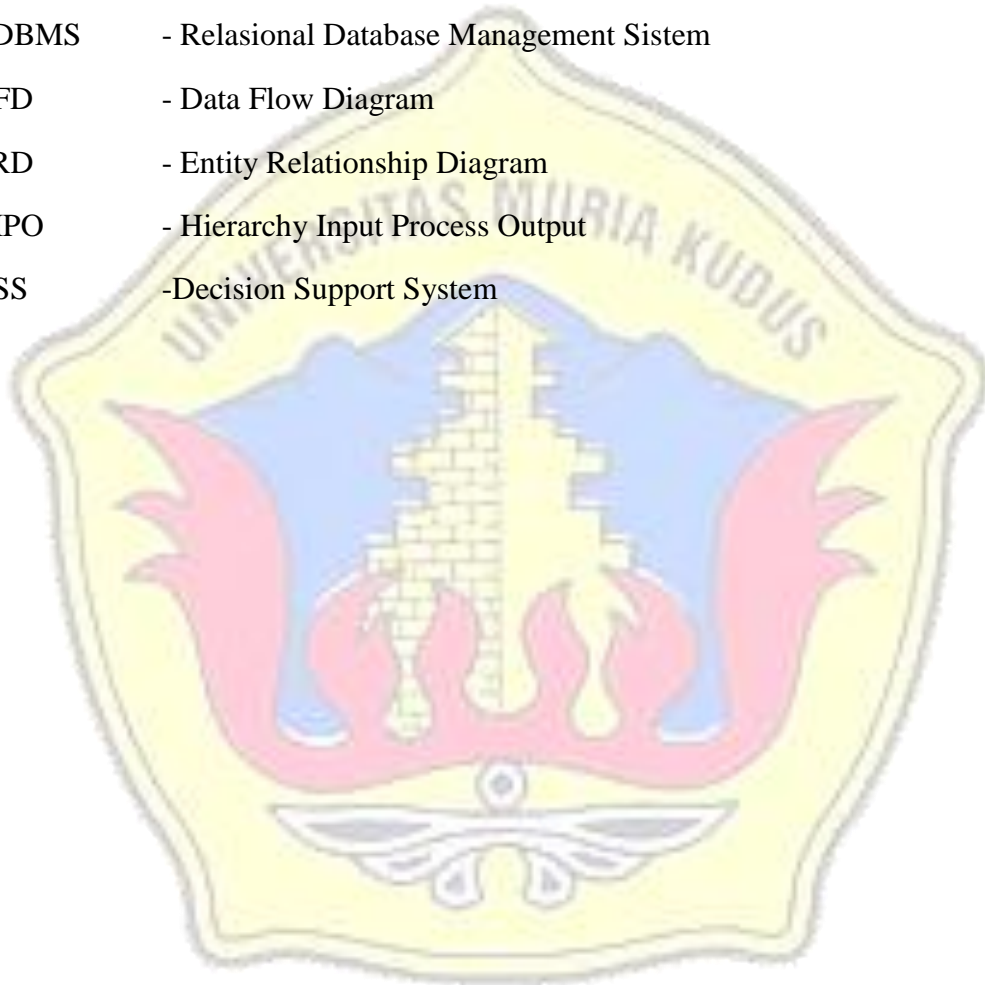 DBMS - Relasional Database Management Sistem
FD - Data Flow Diagram
RD - Entity Relationship Diagram
IPO - Hierarchy Input Process Output
SS -Decision Support System
UNIVERSITAS MURIA KUDUS